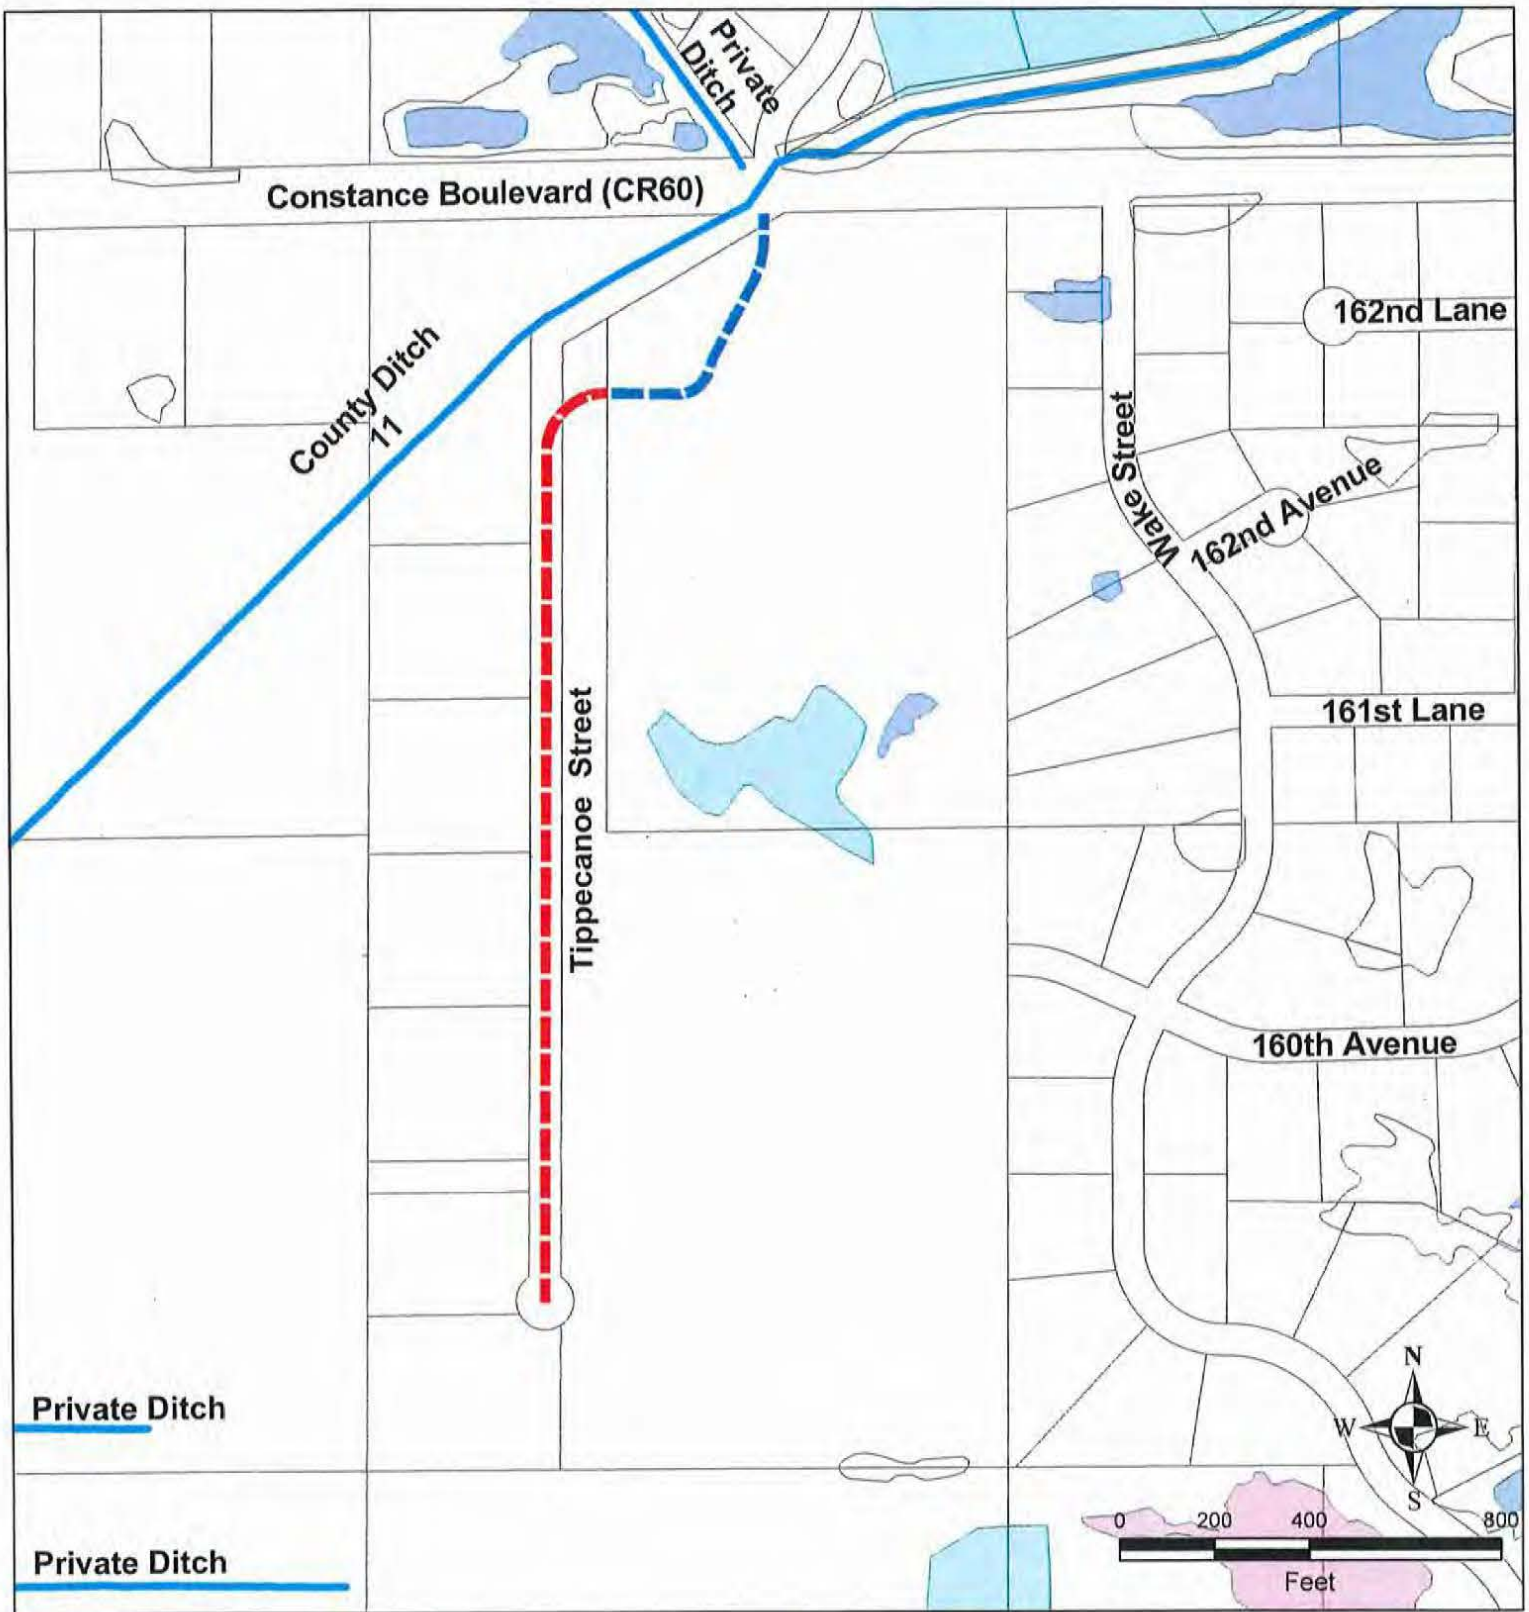 Private
Ditch
Constance Boulevard (CR60)
162nd Lane
County Ditch
11
Wake Street
162nd Avenue
161st Lane
Tippecanoe Street
160th Avenue
N
Private Ditch
W
E
S
0 200 400 800
Private Ditch
Feet